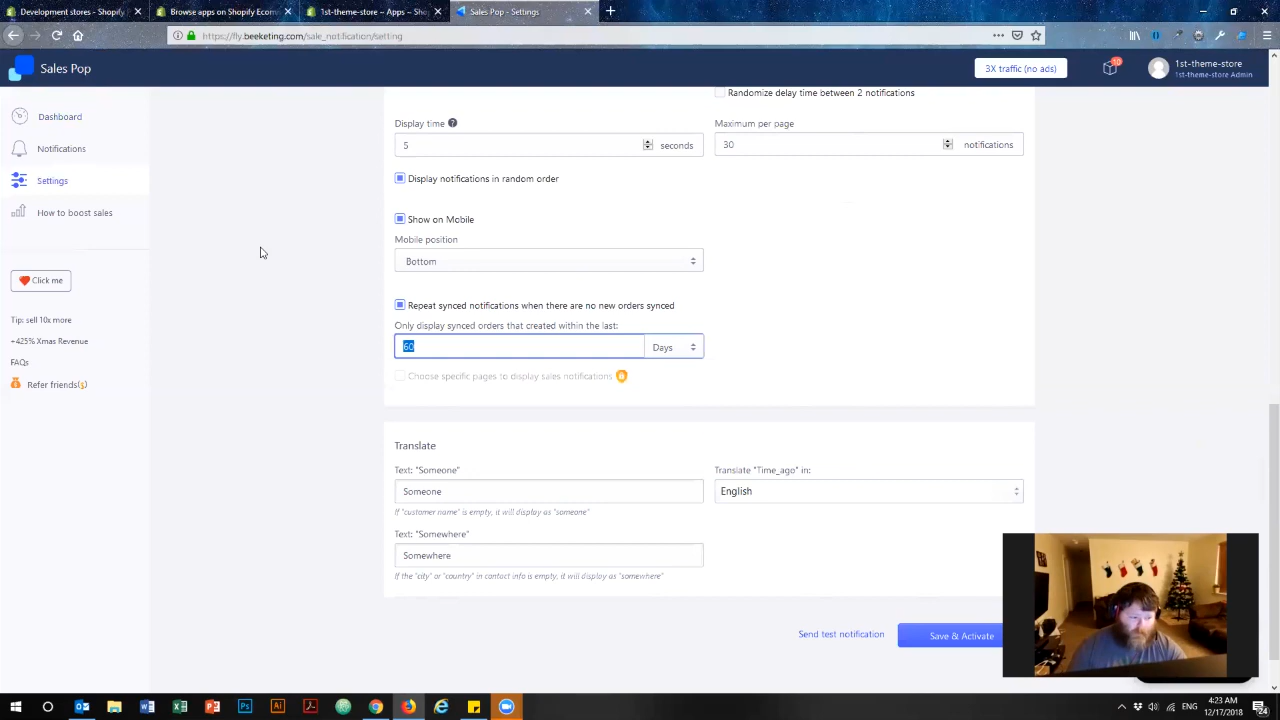 Development stores ~ Shopify
Browse apps on Shopify Ecom
1st-theme-store ~ Apps ~ Sho
Sales Pop - Settings
https://fly.beeketing.com/sale_notification/setting
Sales Pop
3X traffic (no ads)
10
1st-theme-store
1st-theme-store Admin
Dashboard
Notifications
Settings
How to boost sales
Click me
Tip: sell 10x more
+425% Xmas Revenue
FAQs
Refer friends($)
Randomize delay time between 2 notifications
Display time
Maximum per page
5 seconds
30 notifications
Display notifications in random order
Show on Mobile
Mobile position
Bottom
Repeat synced notifications when there are no new orders synced
Only display synced orders that created within the last:
60 Days
Choose specific pages to display sales notifications
Translate
Text: "Someone"
Translate "Time_ago" in:
Someone
English
If "customer name" is empty, it will display as "someone"
Text: "Somewhere"
Somewhere
If the "city" or "country" in contact info is empty, it will display as "somewhere"
Send test notification
Save & Activate
ENG
4:23 AM
12/17/2018
24